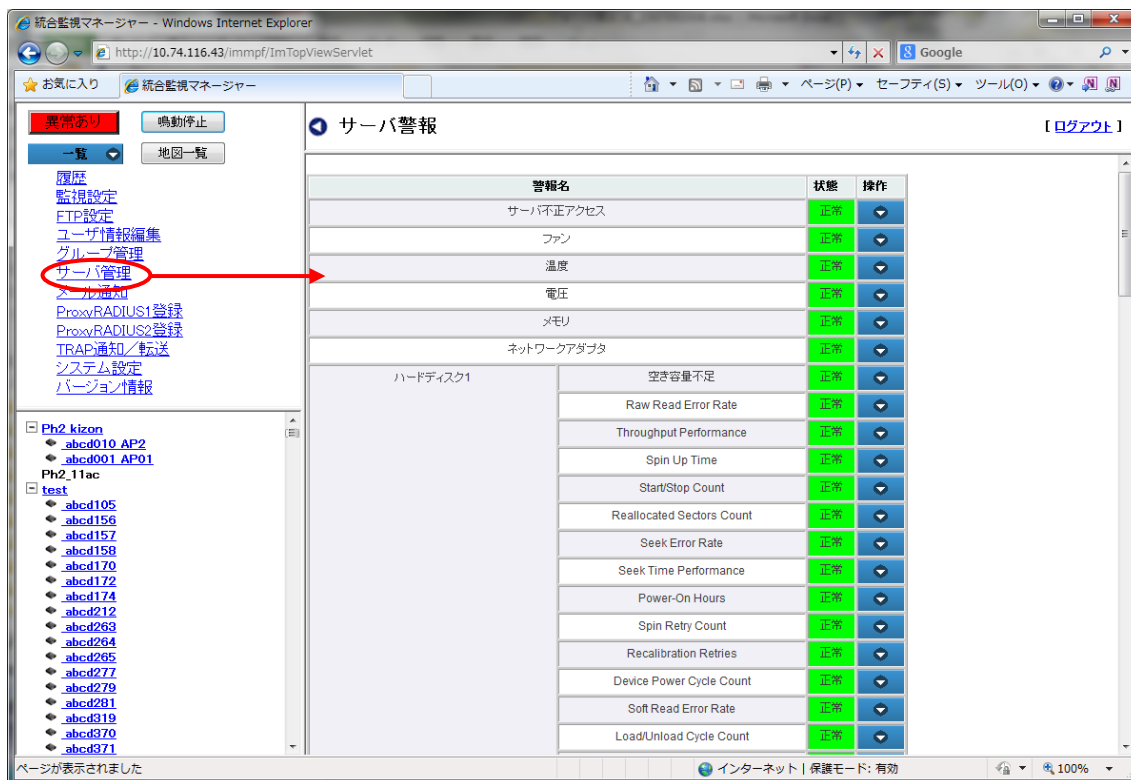 統合監視マネージャー - Windows Internet Explorer
http://10.74.116.43/immpf/ImTopViewServlet
Google
お気に入り
統合監視マネージャー
ページ(P)
セーフティ(S)
ツール(O)
異常あり
鳴動停止
一覧
地図一覧
履歴
監視設定
FTP設定
ユーザ情報編集
グループ管理
サーバ管理
メール通知
ProxyRADIUS1登録
ProxyRADIUS2登録
TRAP通知/転送
システム設定
バージョン情報
Ph2 kizon
abcd010 AP2
abcd001 AP01
Ph2_11ac
test
abcd105
abcd156
abcd157
abcd158
abcd170
abcd172
abcd174
abcd212
abcd263
abcd264
abcd265
abcd277
abcd279
abcd281
abcd319
abcd370
abcd371
サーバ警報
[ ログアウト ]
警報名 状態 操作
サーバ不正アクセス 正常
ファン 正常
温度 正常
電圧 正常
メモリ 正常
ネットワークアダプタ 正常
ハードディスク1 空き容量不足 正常
Raw Read Error Rate 正常
Throughput Performance 正常
Spin Up Time 正常
Start/Stop Count 正常
Reallocated Sectors Count 正常
Seek Error Rate 正常
Seek Time Performance 正常
Power-On Hours 正常
Spin Retry Count 正常
Recalibration Retries 正常
Device Power Cycle Count 正常
Soft Read Error Rate 正常
Load/Unload Cycle Count 正常
ページが表示されました
インターネット | 保護モード: 有効
100%